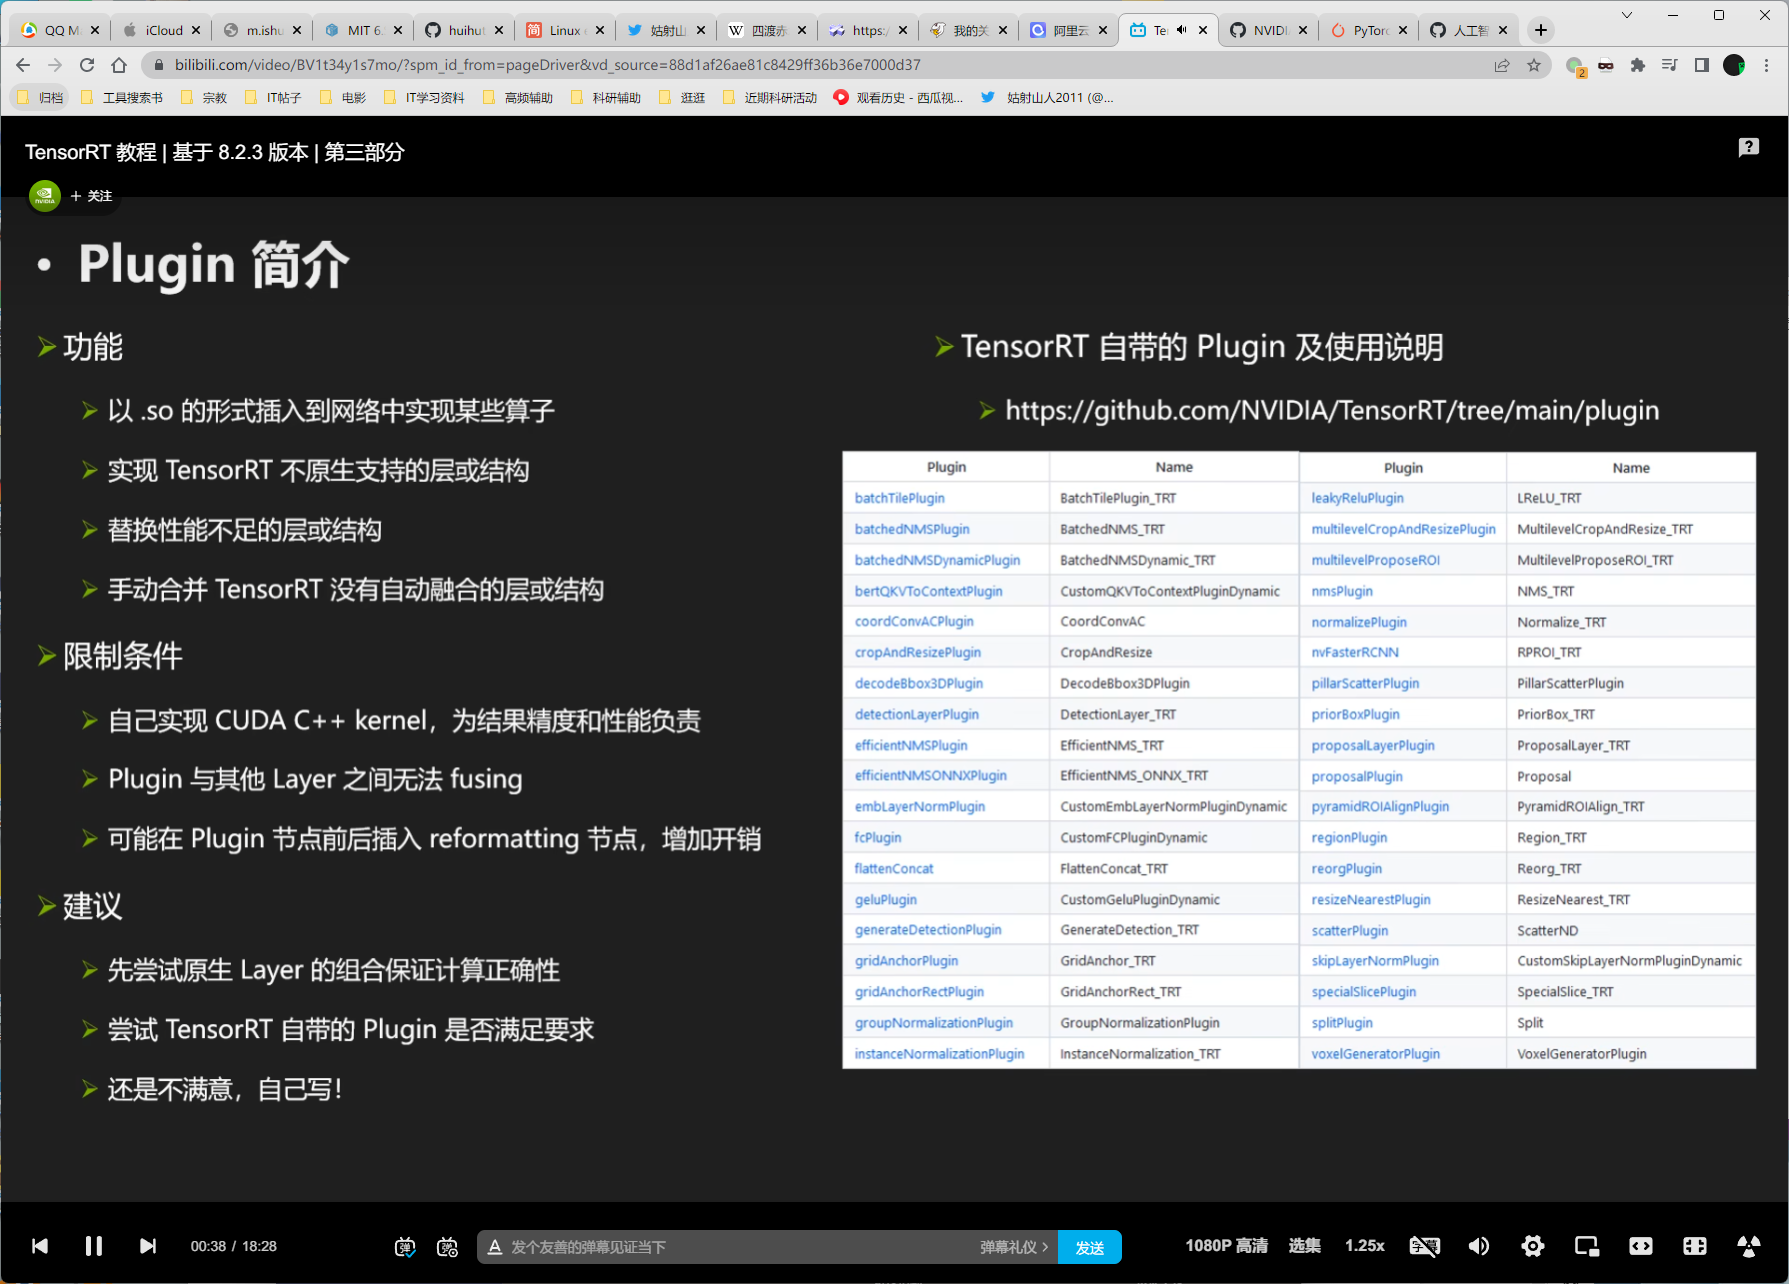 QQ M
iCloud
m.ishu
MIT 6.
huihut
Linux
姑射山
四渡赤
https:/
我的关
阿里云
Te
NVIDI
PyTorc
人工智
bilibili.com/video/BV1t34y1s7mo/?spm_id_from=pageDriver&vd_source=88d1af26ae81c8429ff36b36e7000d37
2
归档
工具搜索书
宗教
IT帖子
电影
IT学习资料
高频辅助
科研辅助
逛逛
近期科研活动
观看历史 - 西瓜视...
姑射山人2011 (@...
TensorRT 教程 | 基于 8.2.3 版本 | 第三部分
+ 关注
• Plugin 简介
功能
以 .so 的形式插入到网络中实现某些算子
实现 TensorRT 不原生支持的层或结构
替换性能不足的层或结构
手动合并 TensorRT 没有自动融合的层或结构
限制条件
自己实现 CUDA C++ kernel，为结果精度和性能负责
Plugin 与其他 Layer 之间无法 fusing
可能在 Plugin 节点前后插入 reformatting 节点，增加开销
建议
先尝试原生 Layer 的组合保证计算正确性
尝试 TensorRT 自带的 Plugin 是否满足要求
还是不满意，自己写！
TensorRT 自带的 Plugin 及使用说明
https://github.com/NVIDIA/TensorRT/tree/main/plugin
Plugin Name Plugin Name
batchTilePlugin BatchTilePlugin_TRT leakyReluPlugin LReLU_TRT
batchedNMSPlugin BatchedNMS_TRT multilevelCropAndResizePlugin MultilevelCropAndResize_TRT
batchedNMSDynamicPlugin BatchedNMSDynamic_TRT multilevelProposeROI MultilevelProposeROI_TRT
bertQKVToContextPlugin CustomQKVToContextPluginDynamic nmsPlugin NMS_TRT
coordConvACPlugin CoordConvAC normalizePlugin Normalize_TRT
cropAndResizePlugin CropAndResize nvFasterRCNN RPROI_TRT
decodeBbox3DPlugin DecodeBbox3DPlugin pillarScatterPlugin PillarScatterPlugin
detectionLayerPlugin DetectionLayer_TRT priorBoxPlugin PriorBox_TRT
efficientNMSPlugin EfficientNMS_TRT proposalLayerPlugin ProposalLayer_TRT
efficientNMSONNXPlugin EfficientNMS_ONNX_TRT proposalPlugin Proposal
embLayerNormPlugin CustomEmbLayerNormPluginDynamic pyramidROIAlignPlugin PyramidROIAlign_TRT
fcPlugin CustomFCPluginDynamic regionPlugin Region_TRT
flattenConcat FlattenConcat_TRT reorgPlugin Reorg_TRT
geluPlugin CustomGeluPluginDynamic resizeNearestPlugin ResizeNearest_TRT
generateDetectionPlugin GenerateDetection_TRT scatterPlugin ScatterND
gridAnchorPlugin GridAnchor_TRT skipLayerNormPlugin CustomSkipLayerNormPluginDynamic
gridAnchorRectPlugin GridAnchorRect_TRT specialSlicePlugin SpecialSlice_TRT
groupNormalizationPlugin GroupNormalizationPlugin splitPlugin Split
instanceNormalizationPlugin InstanceNormalization_TRT voxelGeneratorPlugin VoxelGeneratorPlugin
00:38 / 18:28
弹
弹
A 发个友善的弹幕见证当下
弹幕礼仪 >
发送
1080P 高清
选集
1.25x
字幕